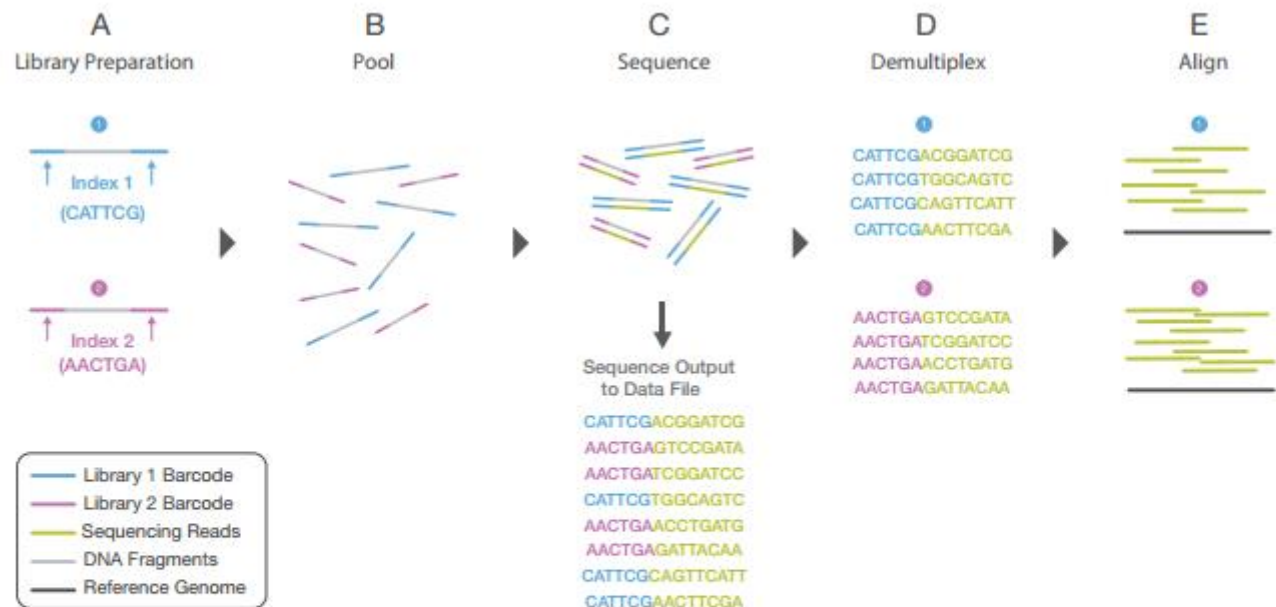 A
Library Preparation
1
Index 1
(CATTCG)
2
Index 2
(AACTGA)
B
Pool
C
Sequence
Sequence Output
to Data File
CATTCGACGGATCG
AACTGAGTCCGATA
AACTGATCGGATCC
CATTCGTGGCAGTC
AACTGAACCTGATG
AACTGAGATTACAA
CATTCGCAGTTCATT
CATTCGAACTTCGA
D
Demultiplex
1
CATTCGACGGATCG
CATTCGTGGCAGTC
CATTCGCAGTTCATT
CATTCGAACTTCGA
2
AACTGAGTCCGATA
AACTGATCGGATCC
AACTGAACCTGATG
AACTGAGATTACAA
E
Align
1
2
Library 1 Barcode
Library 2 Barcode
Sequencing Reads
DNA Fragments
Reference Genome